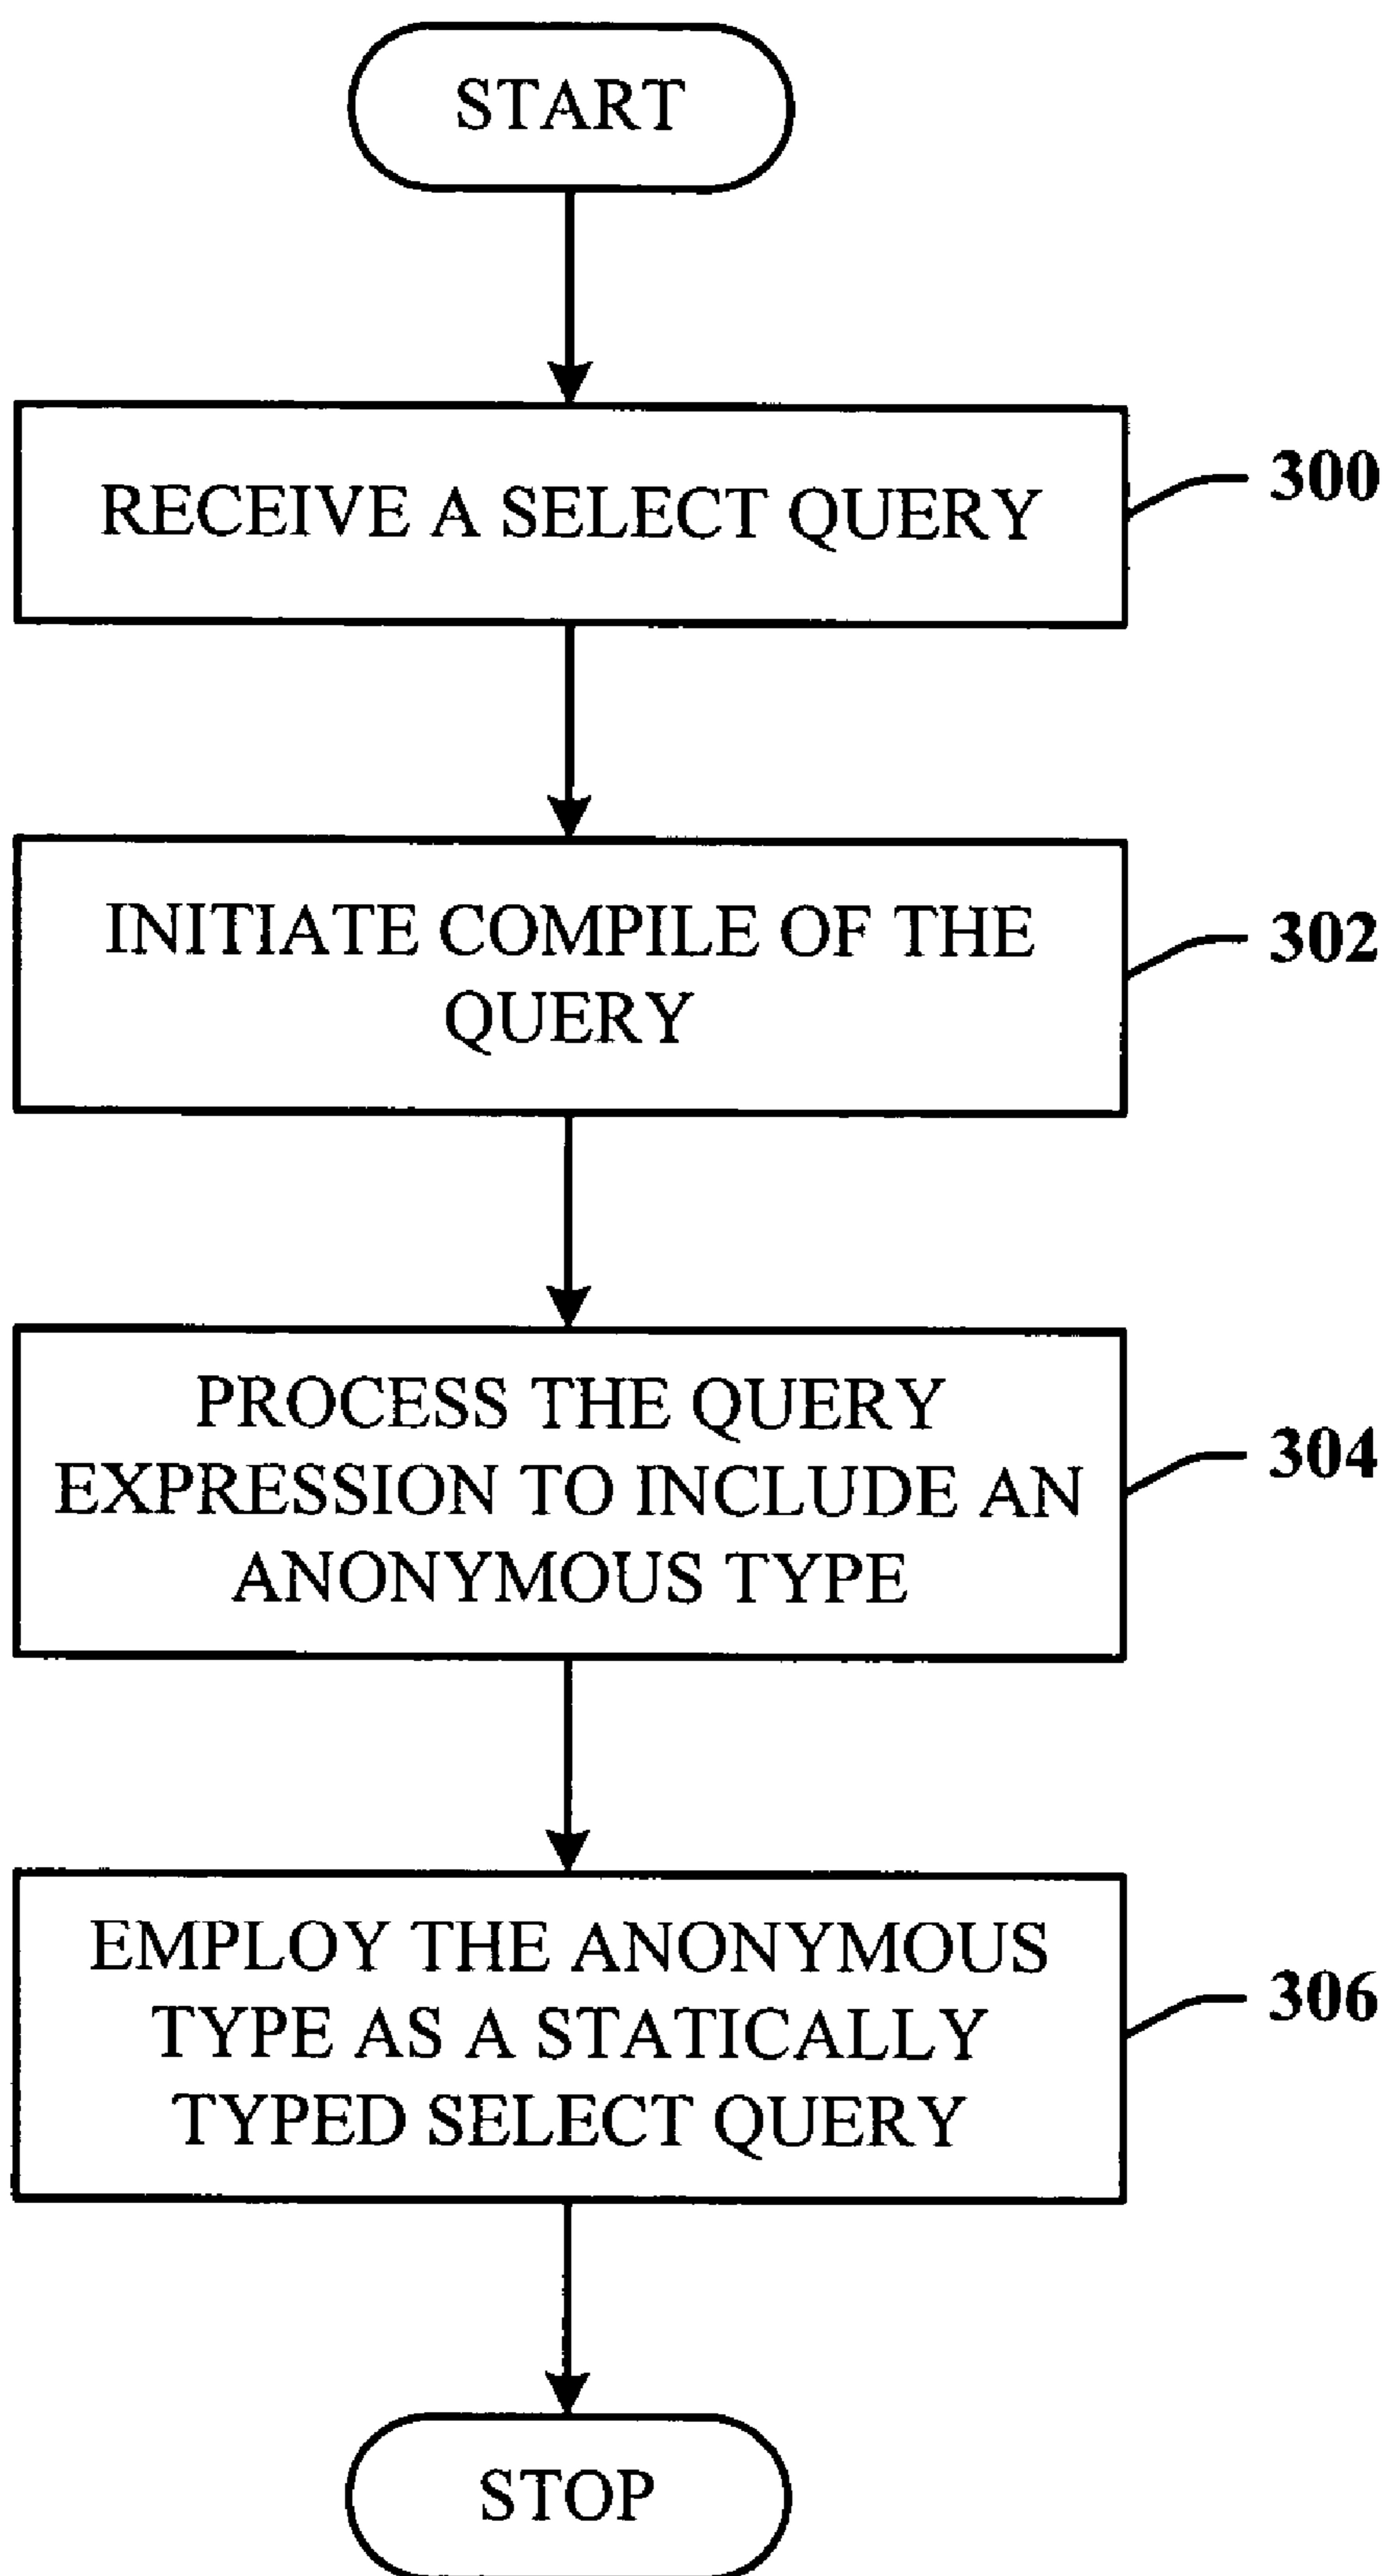 START
RECEIVE A SELECT QUERY
300
INITIATE COMPILE OF THE
QUERY
302
PROCESS THE QUERY
EXPRESSION TO INCLUDE AN
ANONYMOUS TYPE
304
EMPLOY THE ANONYMOUS
TYPE AS A STATICALLY
TYPED SELECT QUERY
306
STOP